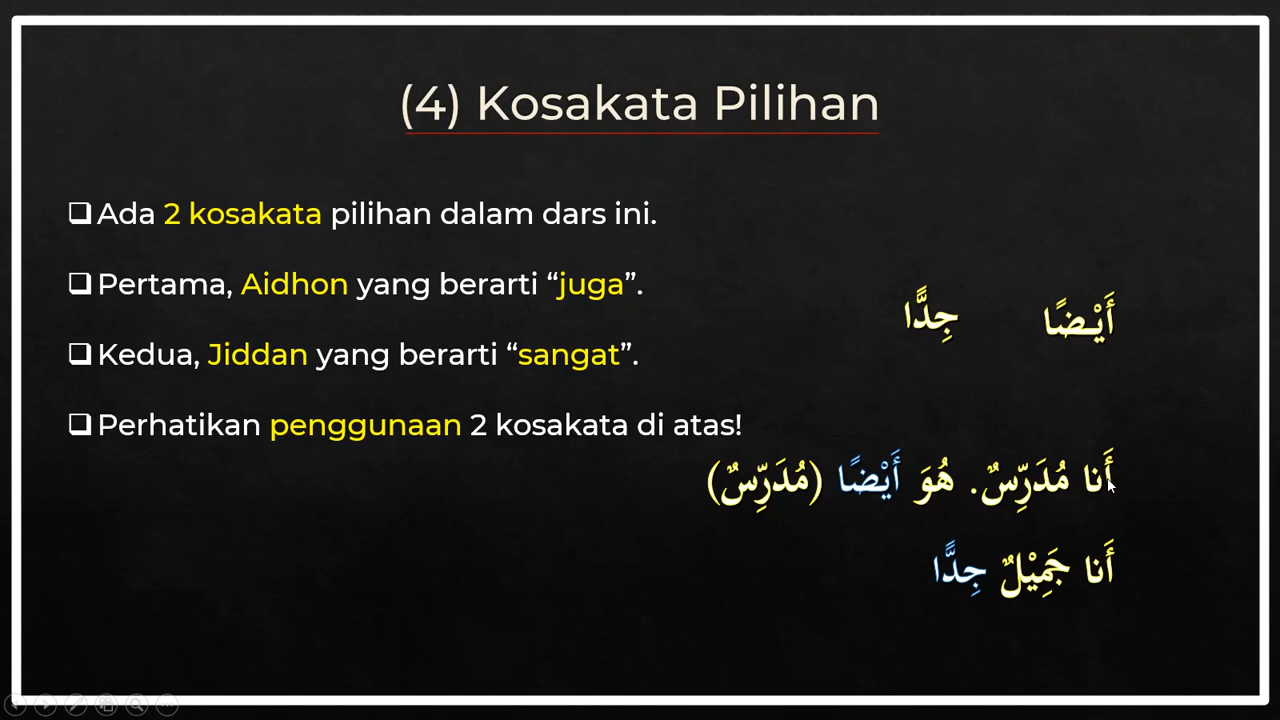 (4) Kosakata Pilihan
Ada 2 kosakata pilihan dalam dars ini.
Pertama, Aidhon yang berarti “juga”.
Kedua, Jiddan yang berarti “sangat”.
Perhatikan penggunaan 2 kosakata di atas!
أَيْـضًا جِدًّا
أَنا مُدَرِّسٌ. هُوَ أَيْضًا (مُدَرِّسٌ)
أَنا جَمِيْلٌ جِدًّا